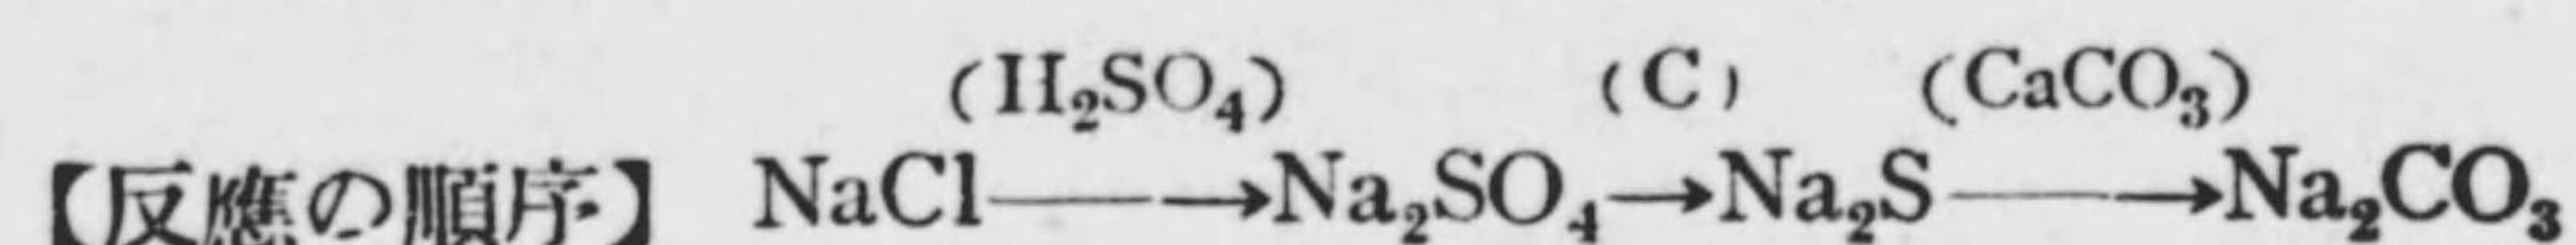 (H₂SO₄) (C) (CaCO₃)
【反應の順序】 NaCl——→Na₂SO₄→Na₂S——→Na₂CO₃